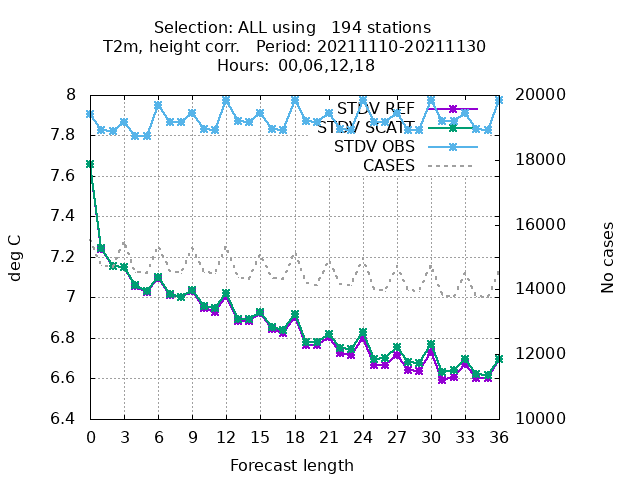 Selection: ALL using   194 stations
T2m, height corr.   Period: 20211110-20211130
Hours:  00,06,12,18
8
7.8
7.6
7.4
7.2
7
6.8
6.6
6.4
deg C
STDV REF
STDV SCATT
STDV OBS
CASES
20000
18000
16000
14000
12000
10000
No cases
0 3 6 9 12 15 18 21 24 27 30 33 36
Forecast length